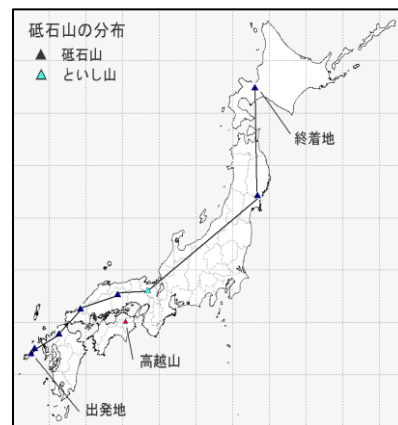 砥石山の分布
砥石山
といし山
終着地
高越山
出発地